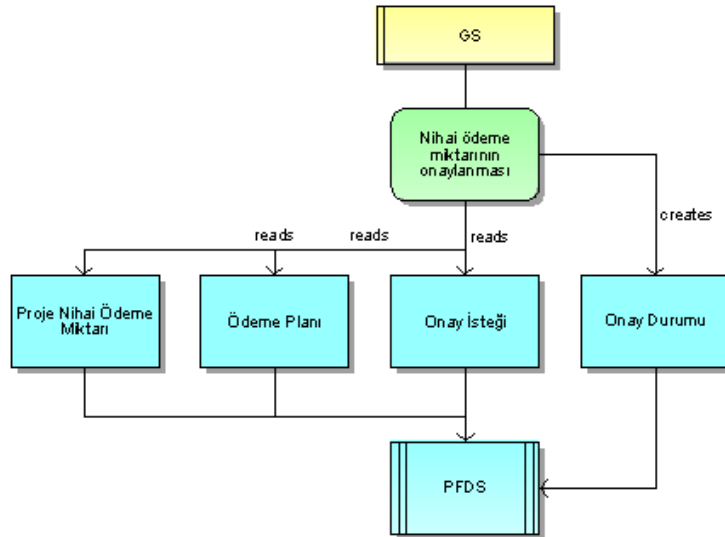 GS
Nihai ödeme
miktarının
onaylanması
creates
reads
reads
reads
Proje Nihai Ödeme
Miktarı
Ödeme Planı
Onay İsteği
Onay Durumu
PFDS